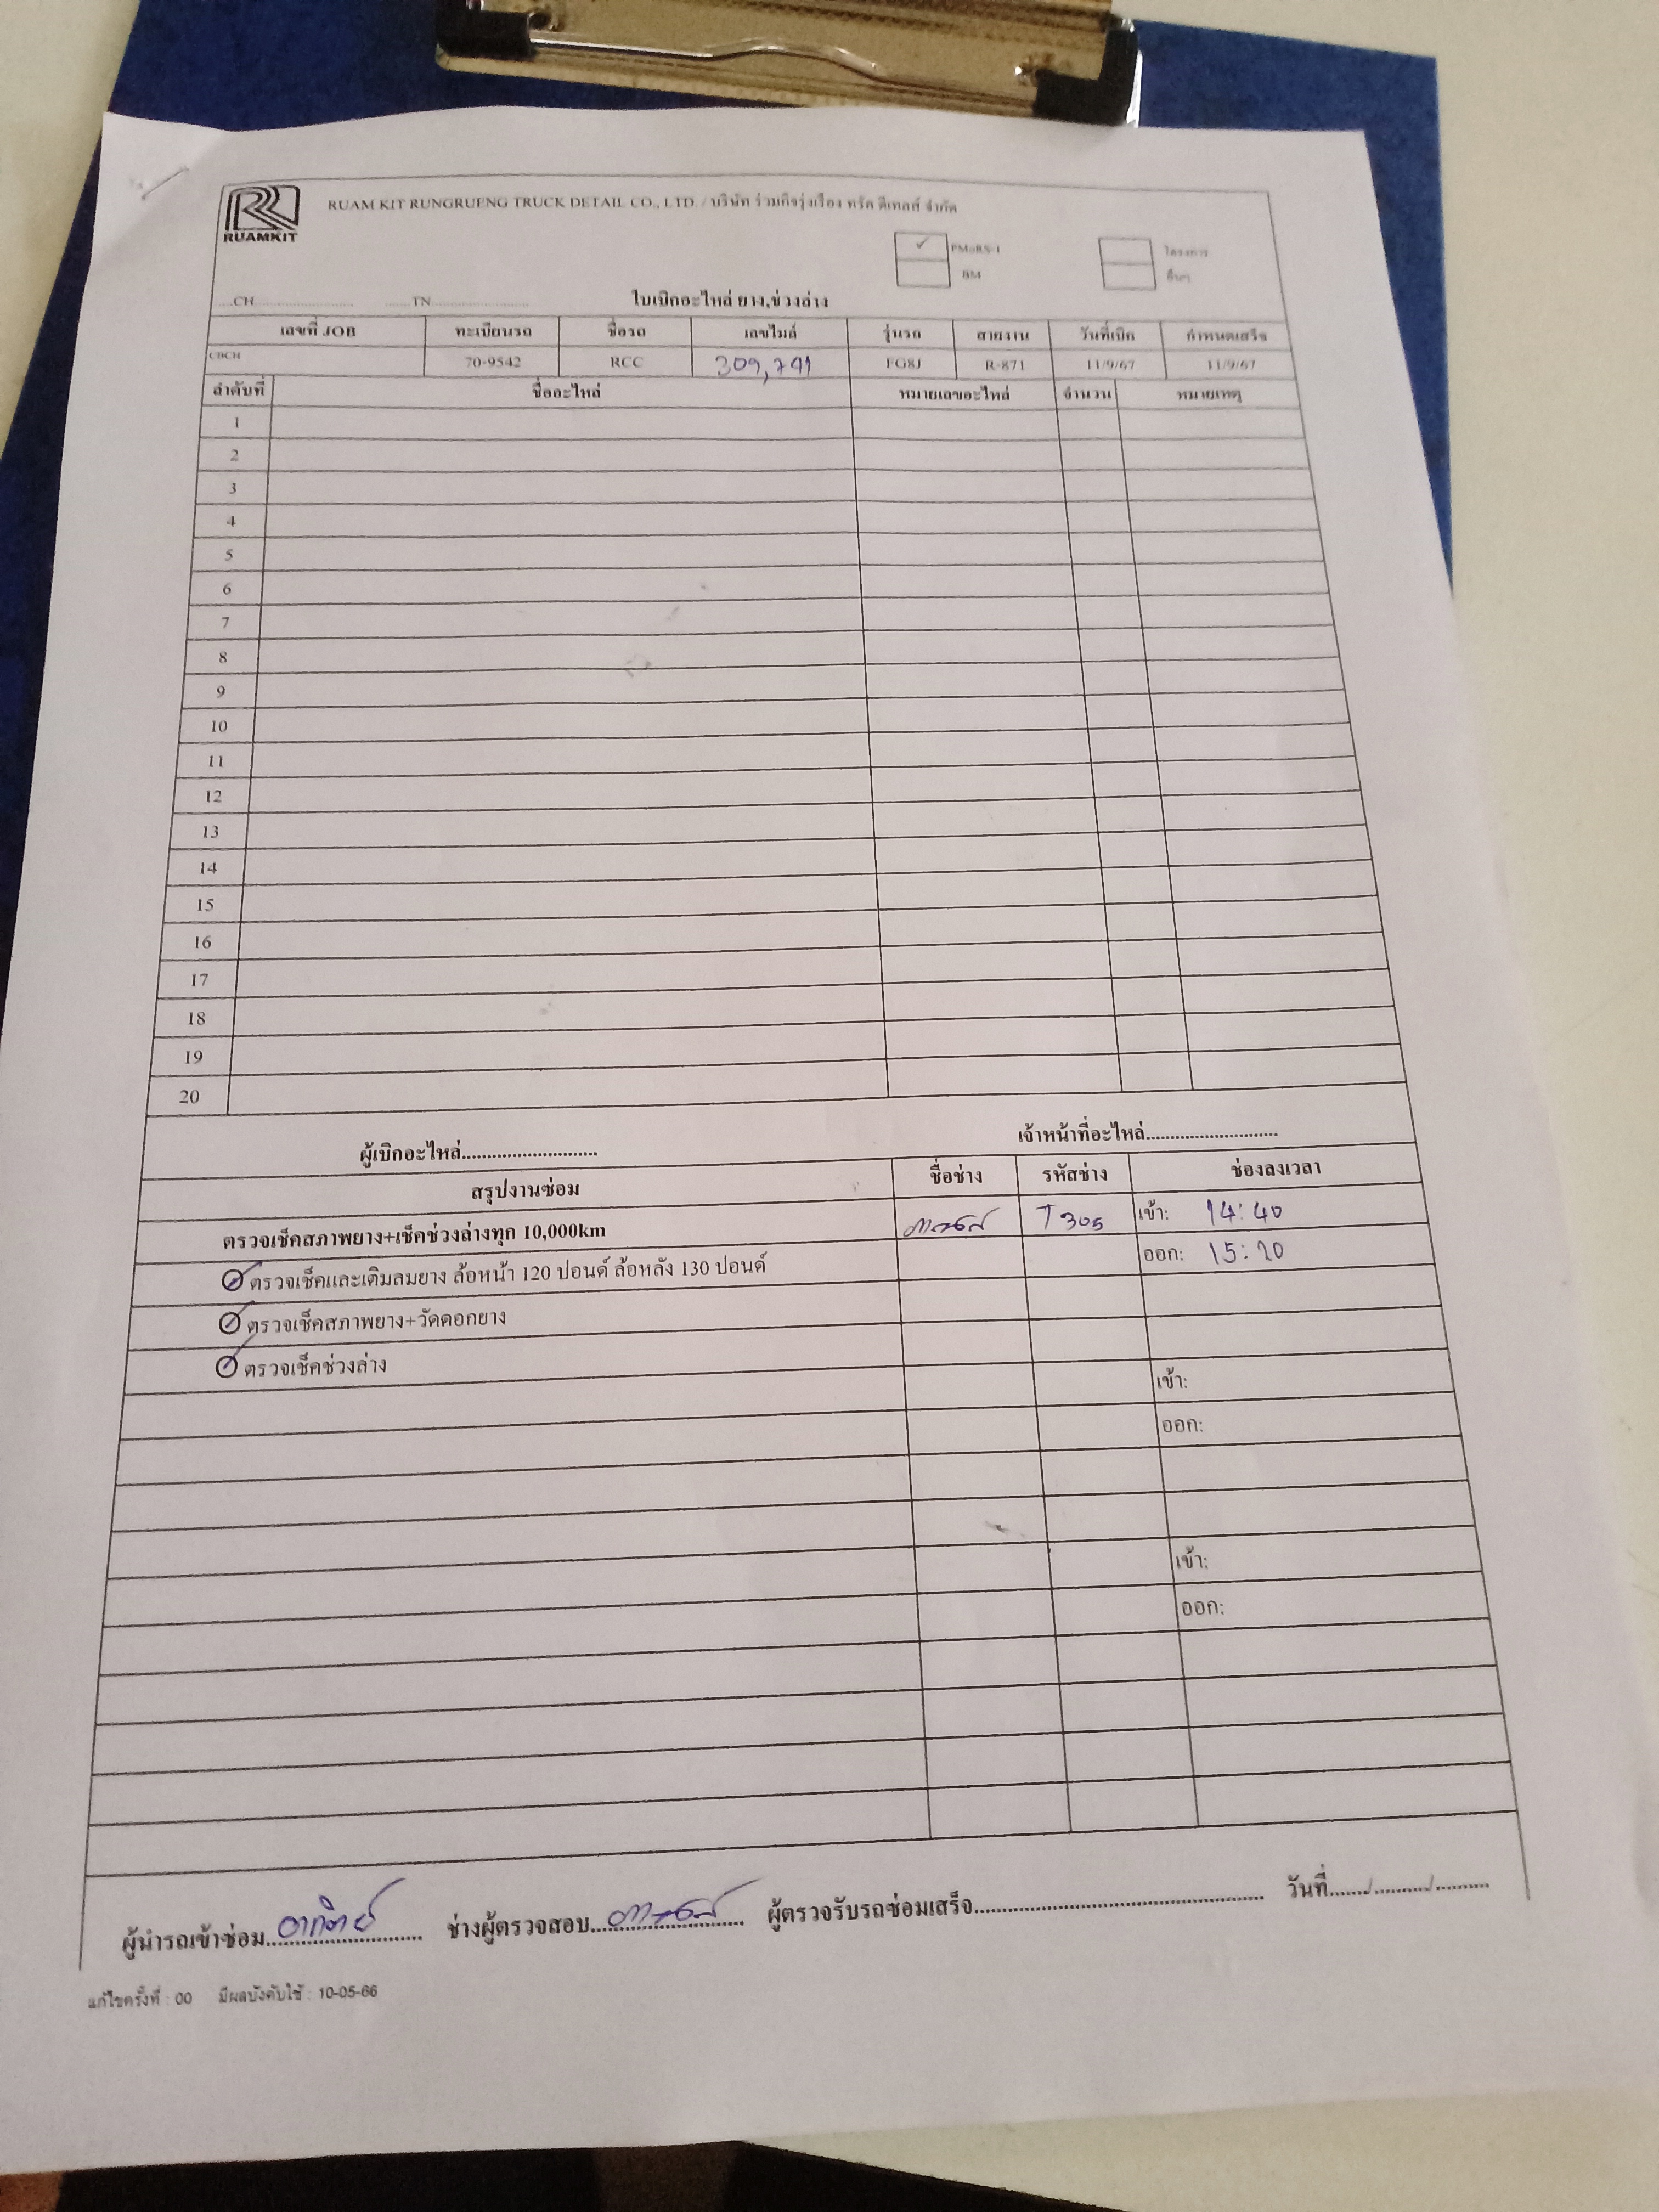 RUAMKIT
RUAM KIT RUNGRUENG TRUCK DETAIL CO., LTD. / บริษัท ร่วมกิจรุ่งเรือง ทรัค ดีเทลส์ จำกัด
✓ โครงการ
BM อื่นๆ
....CH.......................... .......TN..........................
ใบเบิกอะไหล่ ยาง,ช่วงล่าง
เลขที่ JOB ทะเบียนรถ ชื่อรถ เลขไมล์ รุ่นรถ สายงาน วันที่เบิก กำหนดเสร็จ
CBCH 70-9542 RCC 309,741 FG8J R-871 11/9/67 11/9/67
ลำดับที่ ชื่ออะไหล่ หมายเลขอะไหล่ จำนวน หมายเหตุ
1
2
3
4
5
6
7
8
9
10
11
12
13
14
15
16
17
18
19
20
ผู้เบิกอะไหล่........................... เจ้าหน้าที่อะไหล่...........................
สรุปงานซ่อม ชื่อช่าง รหัสช่าง ช่องลงเวลา
ตรวจเช็คสภาพยาง+เช็คช่วงล่างทุก 10,000km T305 เข้า: 14:40
ตรวจเช็คและเติมลมยาง ล้อหน้า 120 ปอนด์ ล้อหลัง 130 ปอนด์ ออก: 15:20
ตรวจเช็คสภาพยาง+วัดดอกยาง
ตรวจเช็คช่วงล่าง
เข้า:
ออก:
เข้า:
ออก:
ผู้นำรถเข้าซ่อม อาทิตย์ ช่างผู้ตรวจสอบ ผู้ตรวจรับรถซ่อมเสร็จ........................... วันที่......./.........../...........
แก้ไขครั้งที่ : 00 มีผลบังคับใช้ : 10-05-66